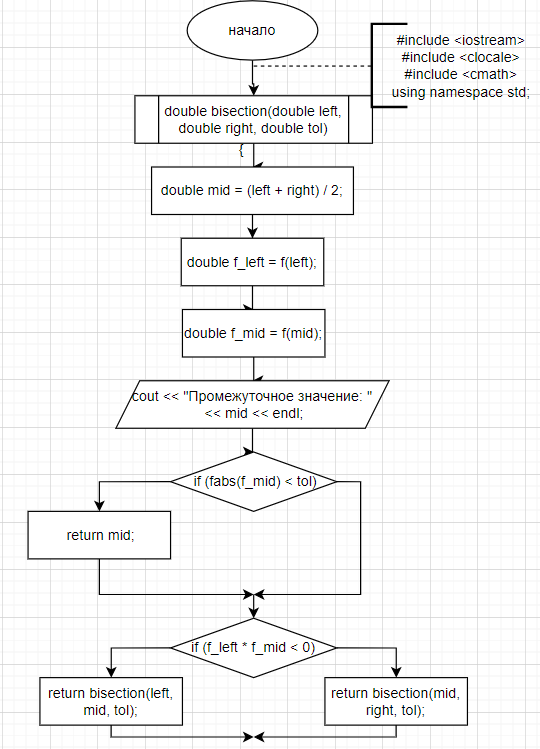 начало
#include <iostream>
#include <clocale>
#include <cmath>
using namespace std;
double bisection(double left,
double right, double tol)
{
double mid = (left + right) / 2;
double f_left = f(left);
double f_mid = f(mid);
cout << "Промежуточное значение: "
<< mid << endl;
if (fabs(f_mid) < tol)
return mid;
if (f_left * f_mid < 0)
return bisection(left,
mid, tol);
return bisection(mid,
right, tol);